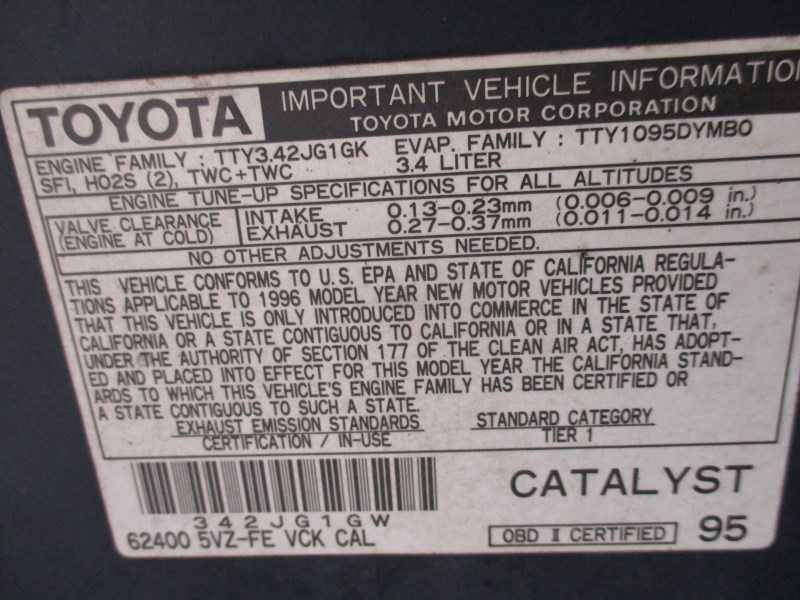 TOYOTA IMPORTANT VEHICLE INFORMATIO
TOYOTA MOTOR CORPORATION
ENGINE FAMILY : TTY3.42JG1GK EVAP. FAMILY : TTY1095DYMB0
SFI, HO2S (2), TWC+TWC 3.4 LITER
ENGINE TUNE-UP SPECIFICATIONS FOR ALL ALTITUDES
VALVE CLEARANCE INTAKE 0.13-0.23mm (0.006-0.009 in.)
(ENGINE AT COLD) EXHAUST 0.27-0.37mm (0.011-0.014 in.)
NO OTHER ADJUSTMENTS NEEDED.
THIS VEHICLE CONFORMS TO U.S. EPA AND STATE OF CALIFORNIA REGULA-
TIONS APPLICABLE TO 1996 MODEL YEAR NEW MOTOR VEHICLES PROVIDED
THAT THIS VEHICLE IS ONLY INTRODUCED INTO COMMERCE IN THE STATE OF
CALIFORNIA OR A STATE CONTIGUOUS TO CALIFORNIA OR IN A STATE THAT,
UNDER THE AUTHORITY OF SECTION 177 OF THE CLEAN AIR ACT, HAS ADOPT-
ED AND PLACED INTO EFFECT FOR THIS MODEL YEAR THE CALIFORNIA STAND-
ARDS TO WHICH THIS VEHICLE'S ENGINE FAMILY HAS BEEN CERTIFIED OR
A STATE CONTIGUOUS TO SUCH A STATE.
EXHAUST EMISSION STANDARDS STANDARD CATEGORY
CERTIFICATION / IN-USE TIER 1
342JG1GW CATALYST
62400 5VZ-FE VCK CAL OBD II CERTIFIED 95